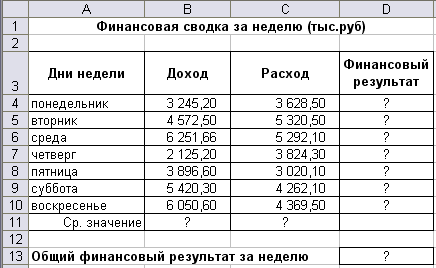 A B C D
1 Финансовая сводка за неделю (тыс.руб)
2
3 Дни недели Доход Расход Финансовый результат
4 понедельник 3 245,20 3 628,50 ?
5 вторник 4 572,50 5 320,50 ?
6 среда 6 251,66 5 292,10 ?
7 четверг 2 125,20 3 824,30 ?
8 пятница 3 896,60 3 020,10 ?
9 суббота 5 420,30 4 262,10 ?
10 воскресенье 6 050,60 4 369,50 ?
11 Ср. значение ? ?
12
13 Общий финансовый результат за неделю ?